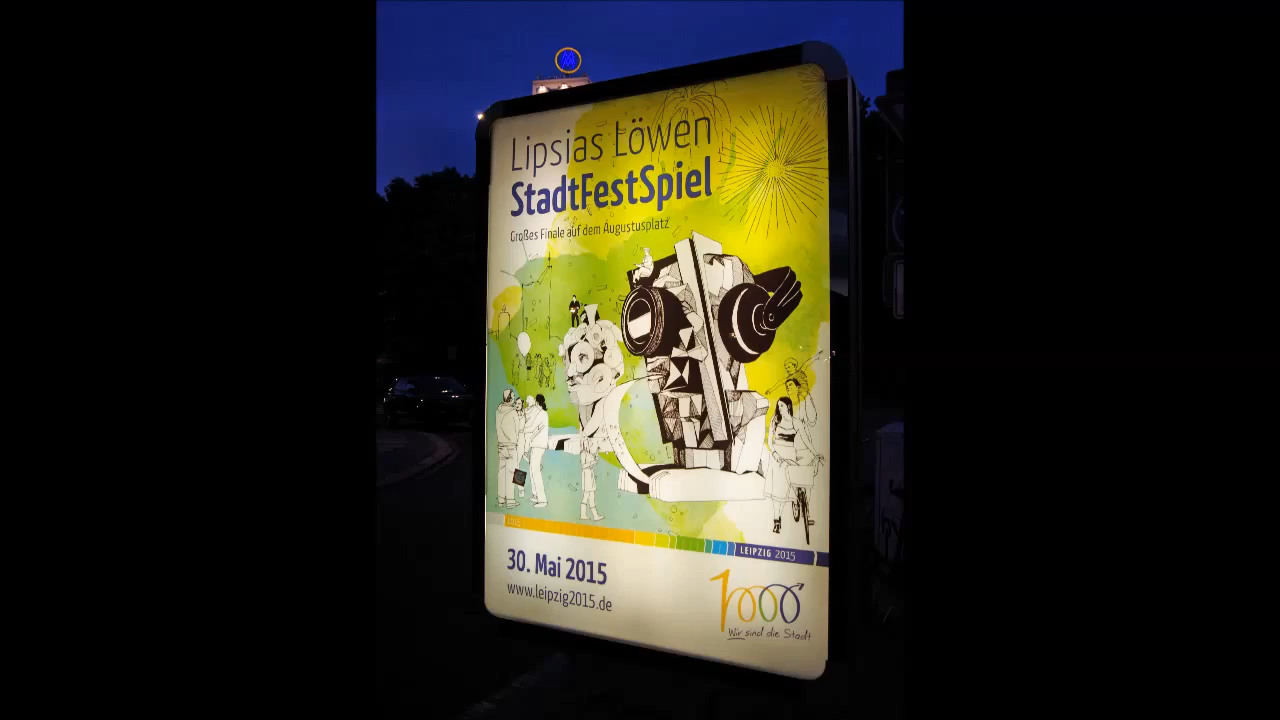 Lipsias Löwen
StadtFestSpiel
Großes Finale auf dem Augustusplatz
1015
LEIPZIG 2015
30. Mai 2015
www.leipzig2015.de
1000
Wir sind die Stadt